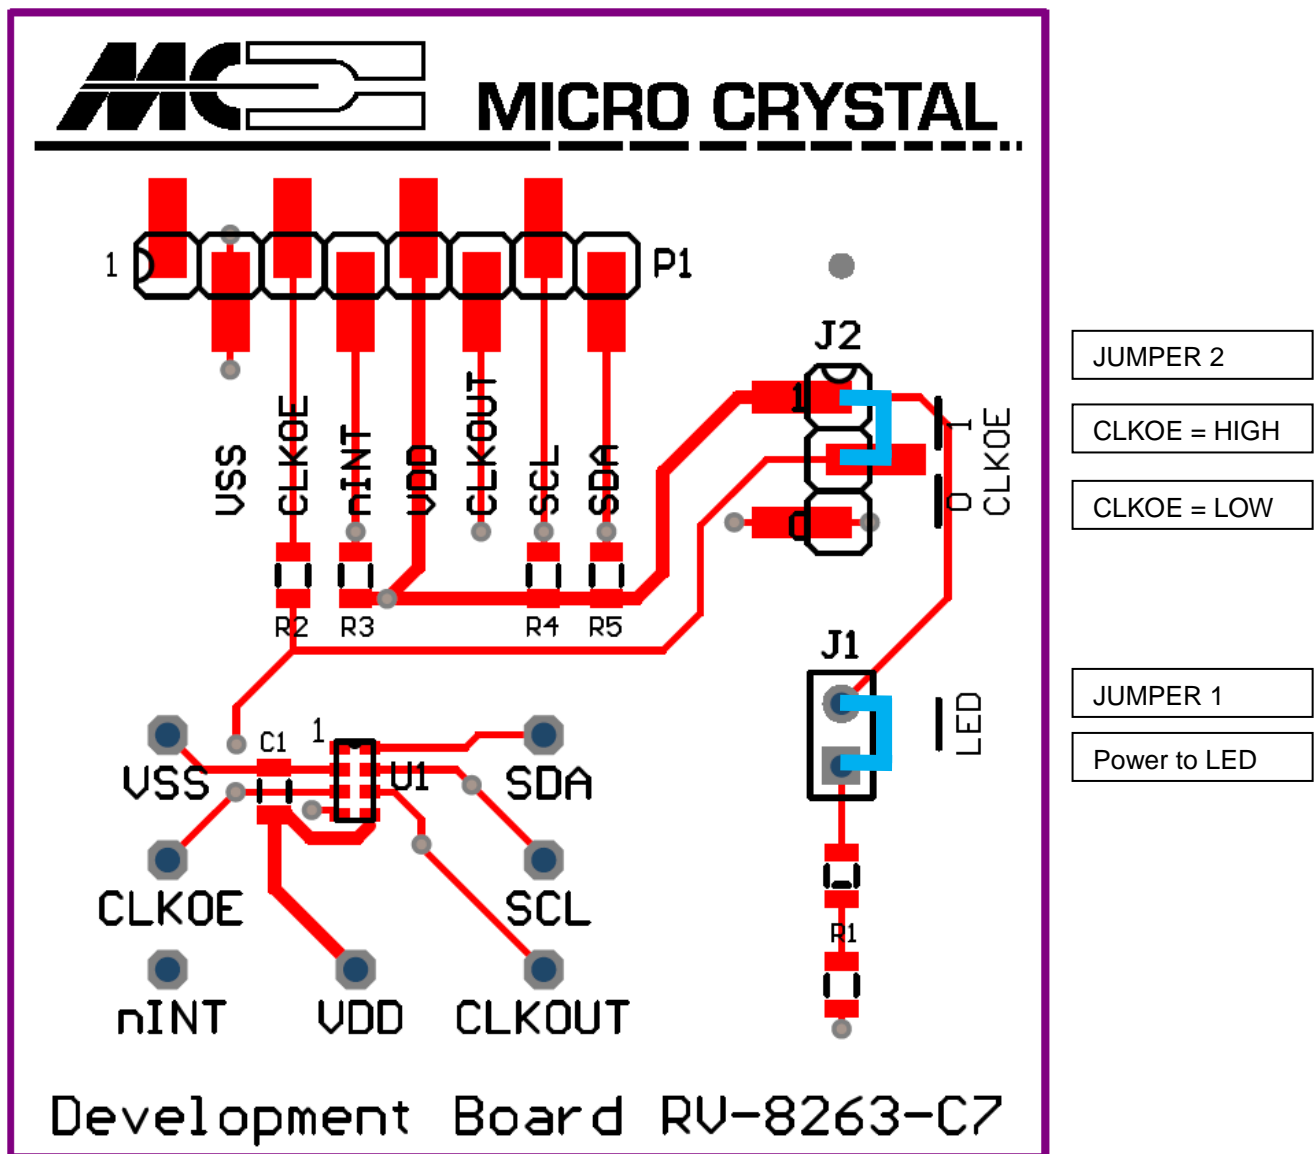 MC
MICRO CRYSTAL
1
P1
J2
VSS
CLKOE
nINT
VDD
CLKOUT
SCL
SDA
1
0
1
0
CLKOE
JUMPER 2
CLKOE = HIGH
CLKOE = LOW
R2 R3 R4 R5
J1
LED
JUMPER 1
Power to LED
C1 1
VSS U1 SDA
CLKOE SCL
R1
nINT VDD CLKOUT
Development Board RV-8263-C7